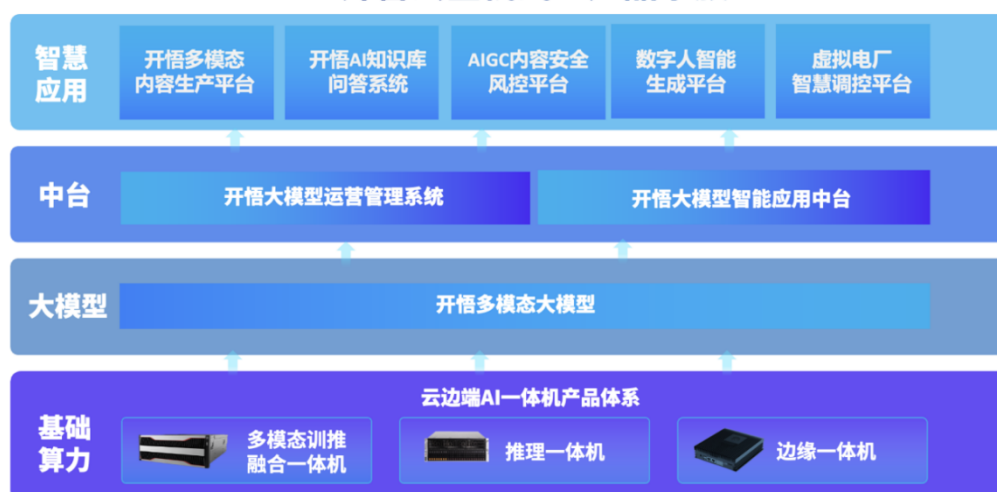 智慧
应用
开悟多模态
内容生产平台
开悟AI知识库
问答系统
AIGC内容安全
风控平台
数字人智能
生成平台
虚拟电厂
智慧调控平台
中台
开悟大模型运营管理系统
开悟大模型智能应用中台
大模型
开悟多模态大模型
基础
算力
云边端AI一体机产品体系
多模态训推
融合一体机
推理一体机
边缘一体机